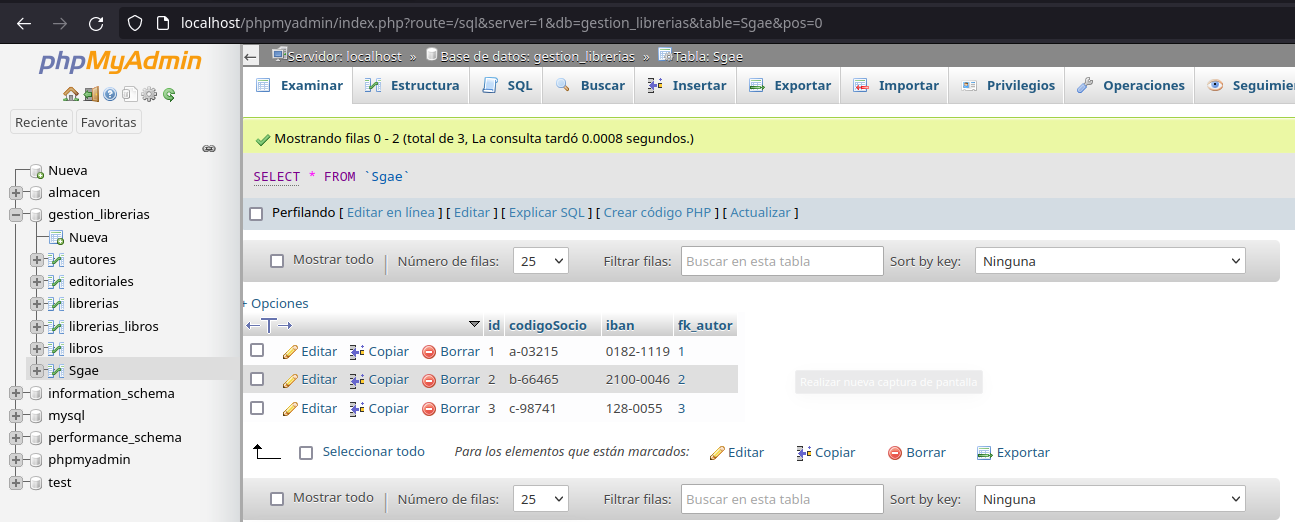 localhost/phpmyadmin/index.php?route=/sql&server=1&db=gestion_librerias&table=Sgae&pos=0
phpMyAdmin
Reciente Favoritas
Nueva
almacen
gestion_librerias
Nueva
autores
editoriales
librerias
librerias_libros
libros
Sgae
information_schema
mysql
performance_schema
phpmyadmin
test
Servidor: localhost » Base de datos: gestion_librerias » Tabla: Sgae
Examinar Estructura SQL Buscar Insertar Exportar Importar Privilegios Operaciones Seguimien
Mostrando filas 0 - 2 (total de 3, La consulta tardó 0.0008 segundos.)
SELECT * FROM `Sgae`
Perfilando [ Editar en línea ] [ Editar ] [ Explicar SQL ] [ Crear código PHP ] [ Actualizar ]
Mostrar todo Número de filas: 25 Filtrar filas: Buscar en esta tabla Sort by key: Ninguna
+ Opciones
←T→ id codigoSocio iban fk_autor
Editar Copiar Borrar 1 a-03215 0182-1119 1
Editar Copiar Borrar 2 b-66465 2100-0046 2
Realizar nueva captura de pantalla
Editar Copiar Borrar 3 c-98741 128-0055 3
Seleccionar todo Para los elementos que están marcados: Editar Copiar Borrar Exportar
Mostrar todo Número de filas: 25 Filtrar filas: Buscar en esta tabla Sort by key: Ninguna